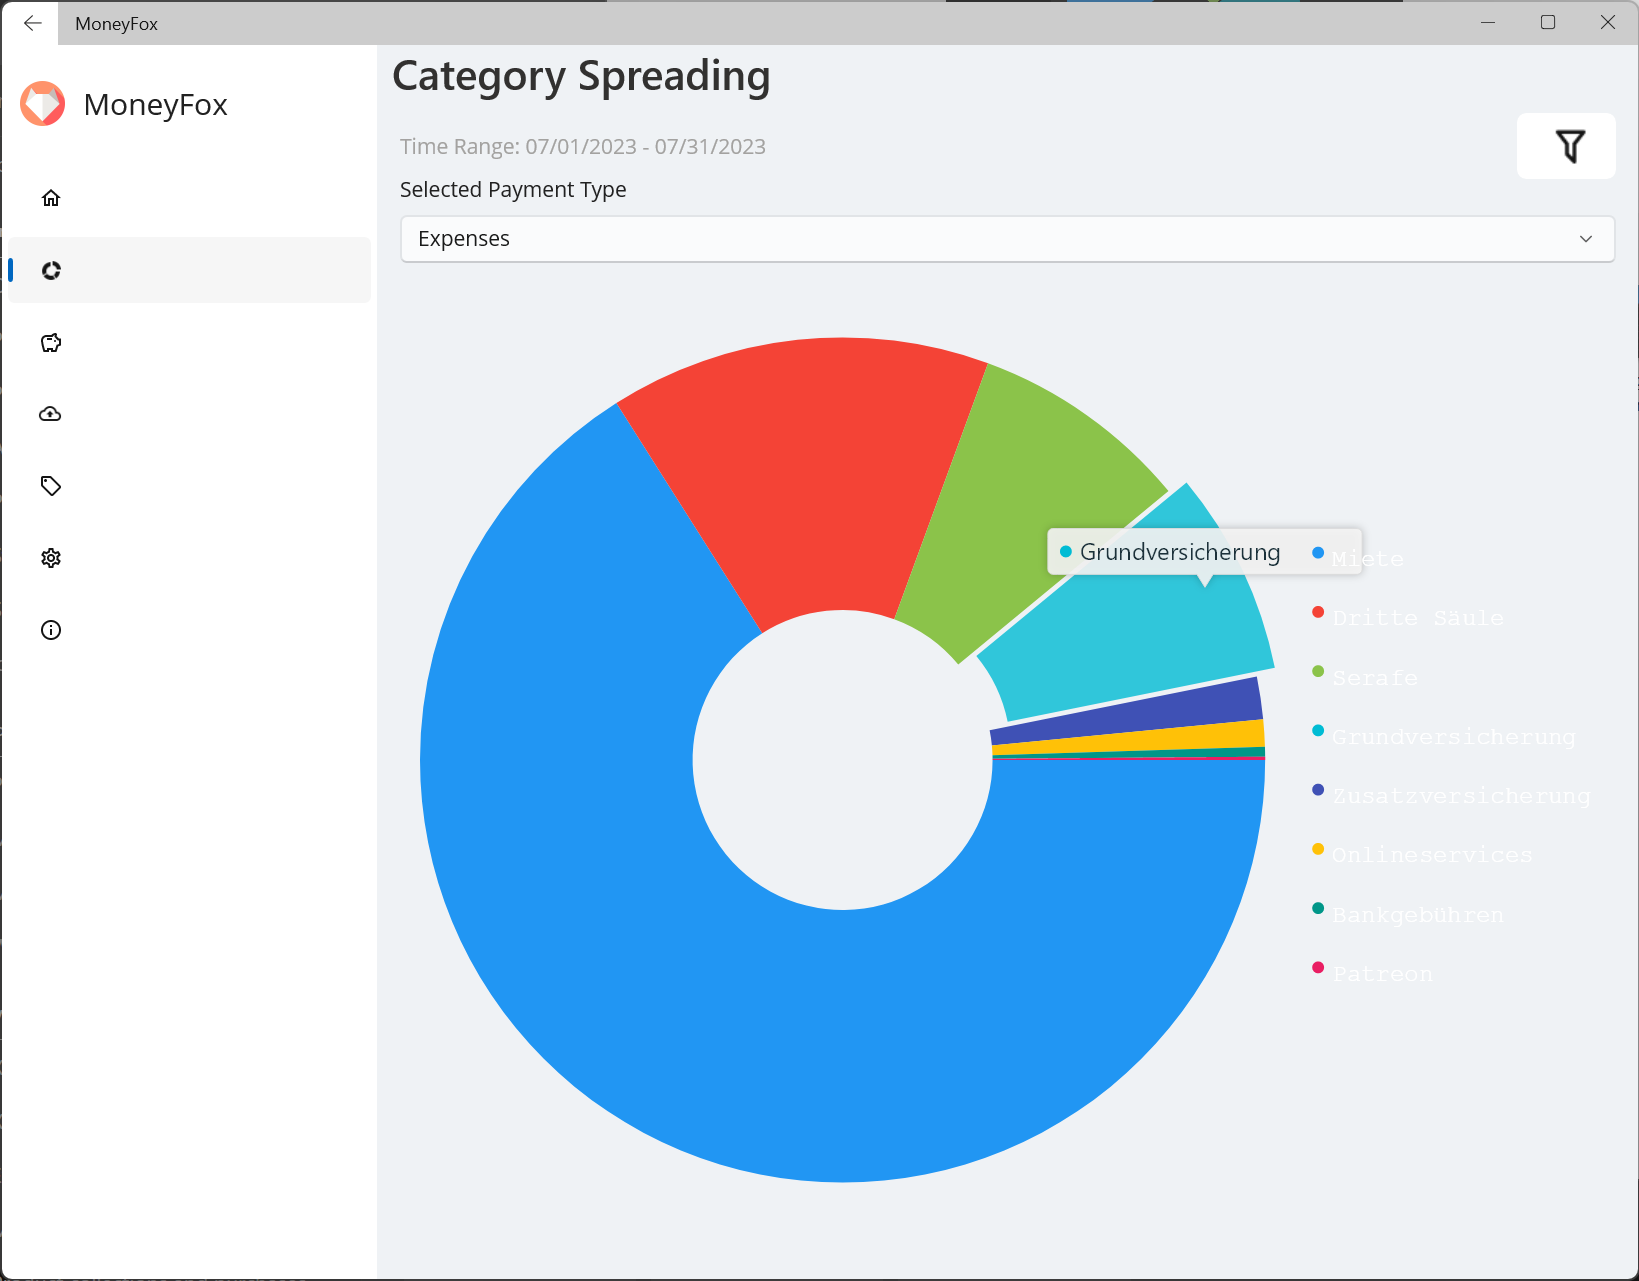 MoneyFox
MoneyFox
Category Spreading
Time Range: 07/01/2023 - 07/31/2023
Selected Payment Type
Expenses
Grundversicherung
Miete
Dritte Säule
Serafe
Grundversicherung
Zusatzversicherung
Onlineservices
Bankgebühren
Patreon